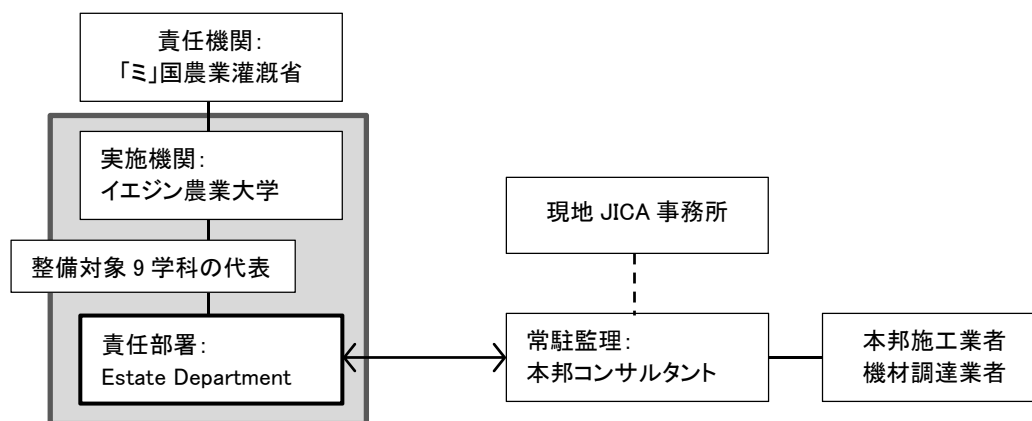 責任機関:
「ミ」国農業灌漑省
実施機関:
イエジン農業大学
整備対象 9 学科の代表
責任部署:
Estate Department
現地 JICA 事務所
常駐監理:
本邦コンサルタント
本邦施工業者
機材調達業者